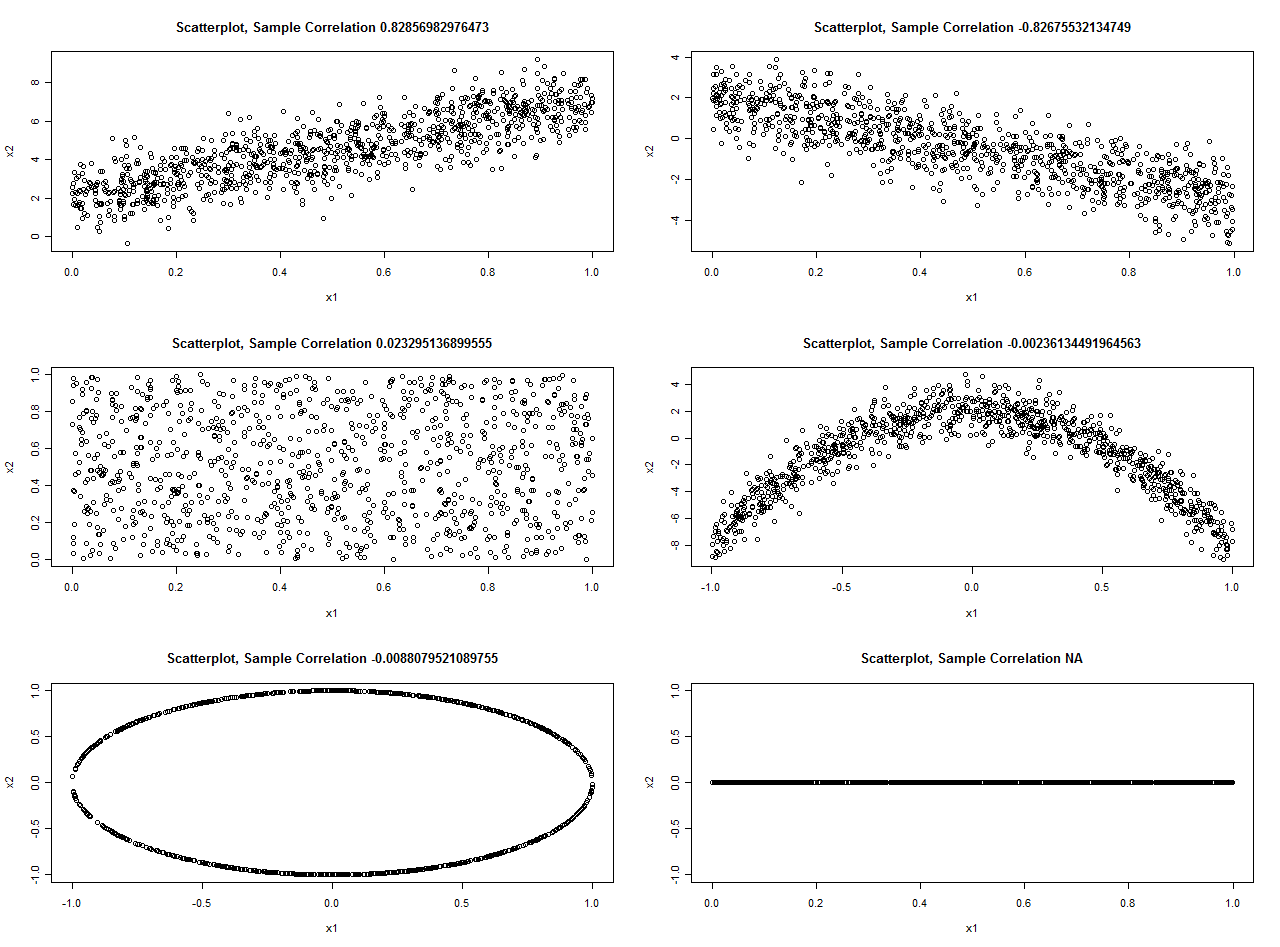 Scatterplot, Sample Correlation 0.82856982976473
x2
0 2 4 6 8
0.0 0.2 0.4 0.6 0.8 1.0
x1
Scatterplot, Sample Correlation -0.82675532134749
x2
-4 -2 0 2 4
0.0 0.2 0.4 0.6 0.8 1.0
x1
Scatterplot, Sample Correlation 0.023295136899555
x2
0.0 0.2 0.4 0.6 0.8 1.0
0.0 0.2 0.4 0.6 0.8 1.0
x1
Scatterplot, Sample Correlation -0.00236134491964563
x2
-8 -6 -4 -2 0 2 4
-1.0 -0.5 0.0 0.5 1.0
x1
Scatterplot, Sample Correlation -0.0088079521089755
x2
-1.0 -0.5 0.0 0.5 1.0
-1.0 -0.5 0.0 0.5 1.0
x1
Scatterplot, Sample Correlation NA
x2
-1.0 -0.5 0.0 0.5 1.0
0.0 0.2 0.4 0.6 0.8 1.0
x1